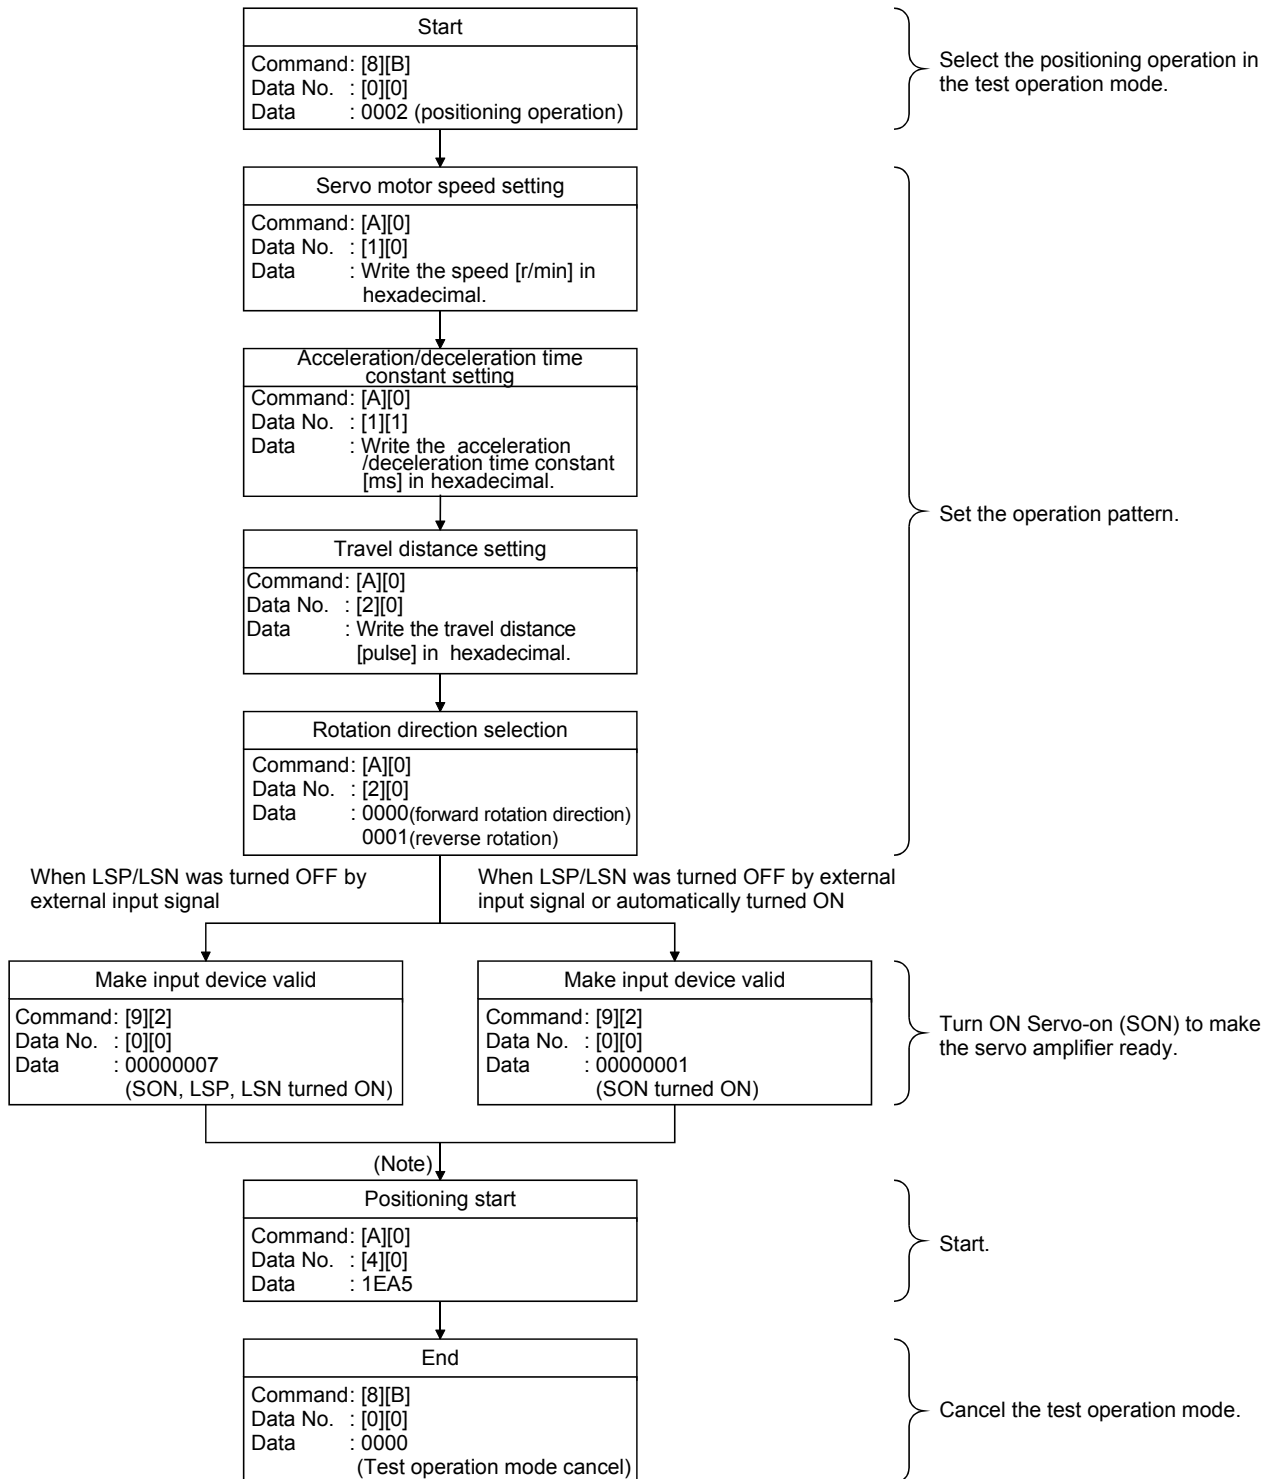 Start
Command: [8][B]
Data No. : [0][0]
Data : 0002 (positioning operation)
Select the positioning operation in
the test operation mode.
Servo motor speed setting
Command: [A][0]
Data No. : [1][0]
Data : Write the speed [r/min] in
hexadecimal.
Acceleration/deceleration time
constant setting
Command: [A][0]
Data No. : [1][1]
Data : Write the acceleration
/deceleration time constant
[ms] in hexadecimal.
Set the operation pattern.
Travel distance setting
Command: [A][0]
Data No. : [2][0]
Data : Write the travel distance
[pulse] in hexadecimal.
Rotation direction selection
Command: [A][0]
Data No. : [2][0]
Data : 0000(forward rotation direction)
0001(reverse rotation)
When LSP/LSN was turned OFF by
external input signal
When LSP/LSN was turned OFF by external
input signal or automatically turned ON
Make input device valid
Command: [9][2]
Data No. : [0][0]
Data : 00000007
(SON, LSP, LSN turned ON)
Make input device valid
Command: [9][2]
Data No. : [0][0]
Data : 00000001
(SON turned ON)
Turn ON Servo-on (SON) to make
the servo amplifier ready.
(Note)
Positioning start
Command: [A][0]
Data No. : [4][0]
Data : 1EA5
Start.
End
Command: [8][B]
Data No. : [0][0]
Data : 0000
(Test operation mode cancel)
Cancel the test operation mode.